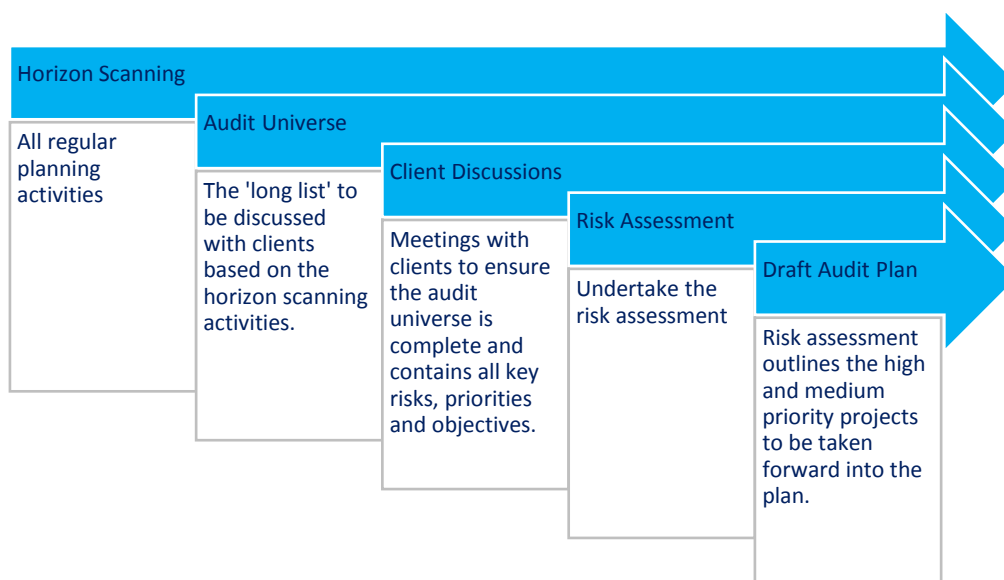 Horizon Scanning
All regular
planning
activities
Audit Universe
The 'long list' to
be discussed
with clients
based on the
horizon scanning
activities.
Client Discussions
Meetings with
clients to ensure
the audit
universe is
complete and
contains all key
risks, priorities
and objectives.
Risk Assessment
Undertake the
risk assessment
Draft Audit Plan
Risk assessment
outlines the high
and medium
priority projects
to be taken
forward into the
plan.